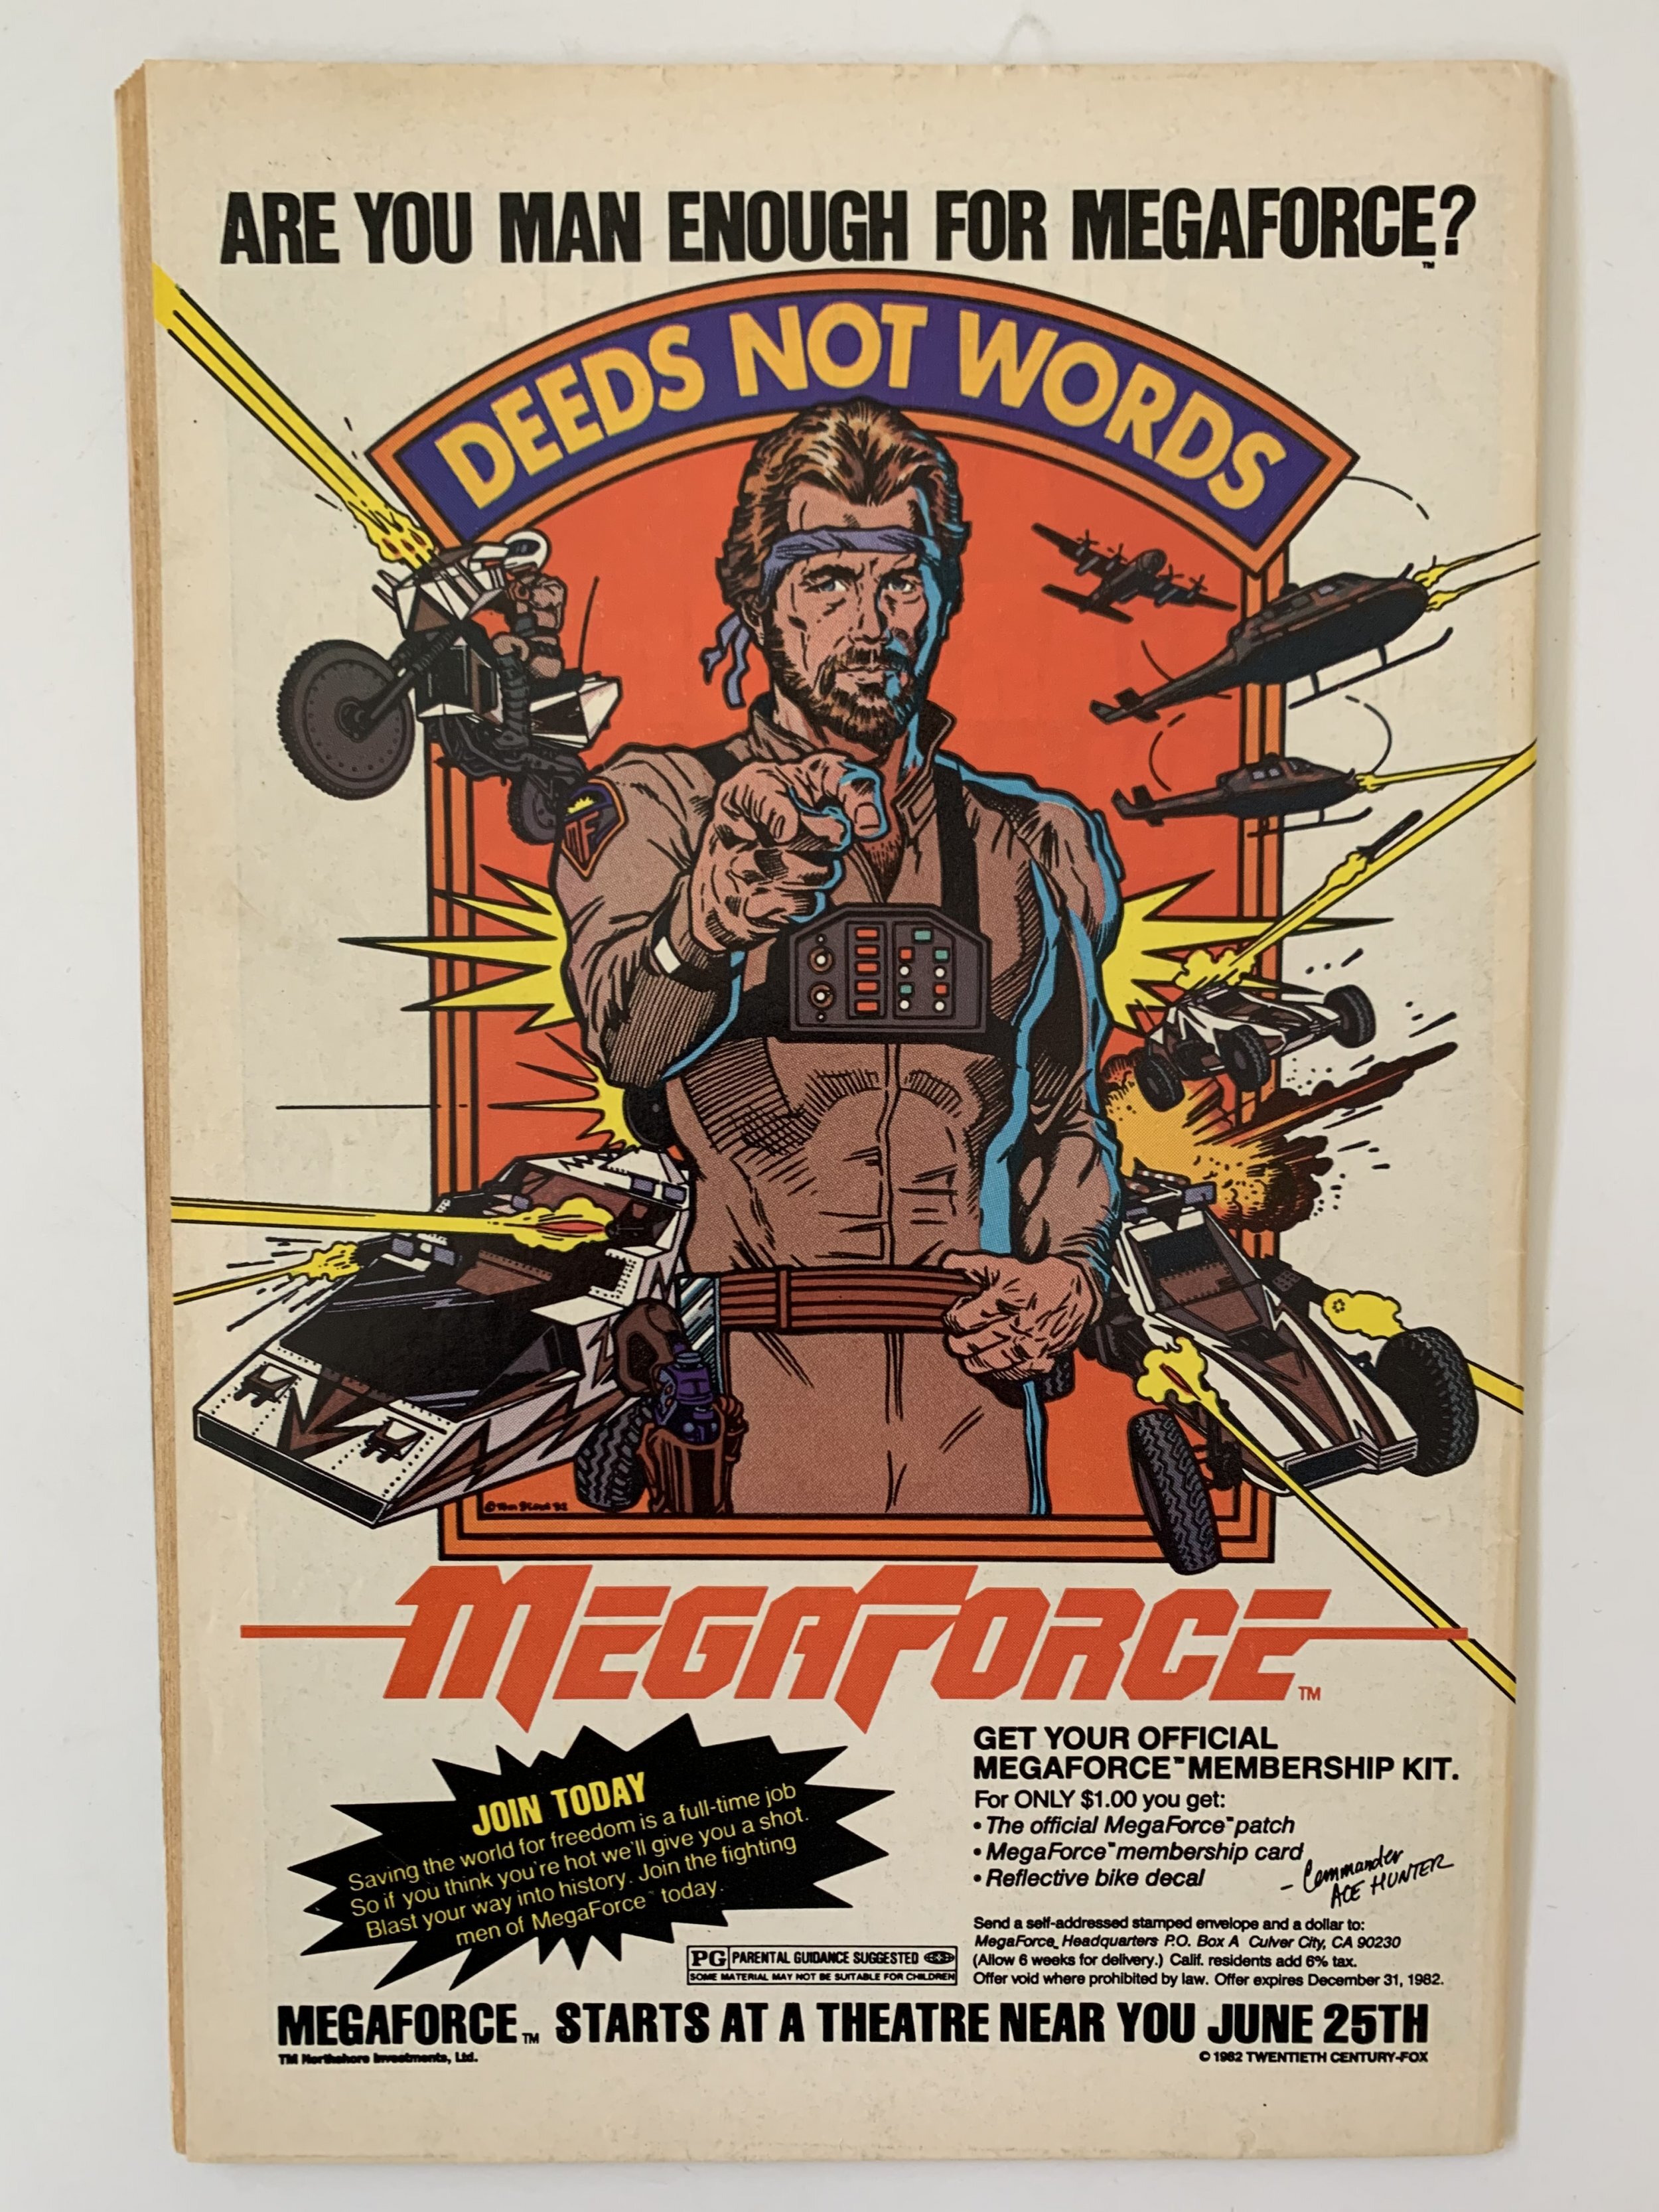 ARE YOU MAN ENOUGH FOR MEGAFORCE?™
DEEDS NOT WORDS
MF
MEGAFORCE™
JOIN TODAY
Saving the world for freedom is a full-time job
So if you think you're hot we'll give you a shot.
Blast your way into history. Join the fighting
men of MegaForce™ today.
GET YOUR OFFICIAL
MEGAFORCE™ MEMBERSHIP KIT.
For ONLY $1.00 you get:
• The official MegaForce™ patch
• MegaForce™ membership card
• Reflective bike decal
– Commander
ACE HUNTER
Send a self-addressed stamped envelope and a dollar to:
MegaForce™ Headquarters P.O. Box A Culver City, CA 90230
(Allow 6 weeks for delivery.) Calif. residents add 6% tax.
Offer void where prohibited by law. Offer expires December 31, 1982.
PG PARENTAL GUIDANCE SUGGESTED
SOME MATERIAL MAY NOT BE SUITABLE FOR CHILDREN
MEGAFORCE™ STARTS AT A THEATRE NEAR YOU JUNE 25TH
TM Northshore Investments, Ltd.
© 1982 TWENTIETH CENTURY-FOX